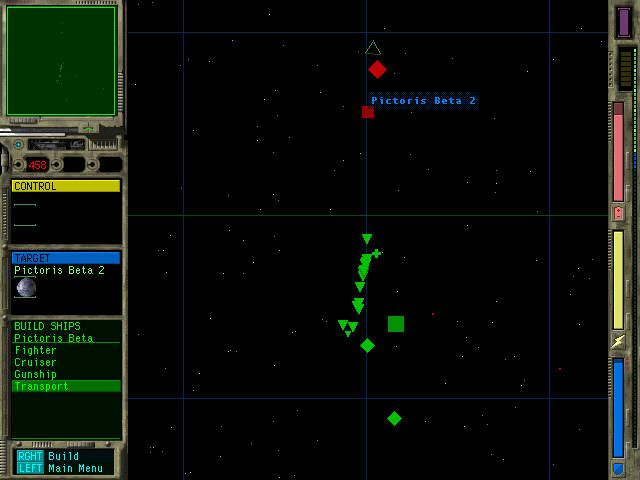 Pictoris Beta 2
458
CONTROL
TARGET
Pictoris Beta 2
BUILD SHIPS
Pictoris Beta
Fighter
Cruiser
Gunship
Transport
RGHT Build
LEFT Main Menu